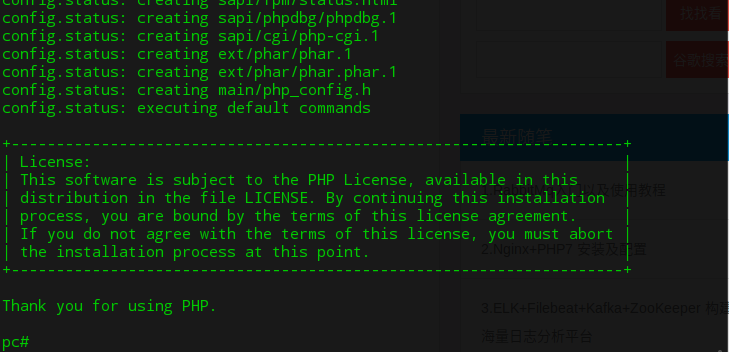 config.status: creating sapi/fpm/status.html
config.status: creating sapi/phpdbg/phpdbg.1
config.status: creating sapi/cgi/php-cgi.1
config.status: creating ext/phar/phar.1
config.status: creating ext/phar/phar.phar.1
config.status: creating main/php_config.h
config.status: executing default commands
+--------------------------------------------------------------------+
| License:                                                           |
| This software is subject to the PHP License, available in this     |
| distribution in the file LICENSE. By continuing this installation  |
| process, you are bound by the terms of this license agreement.     |
| If you do not agree with the terms of this license, you must abort |
| the installation process at this point.                            |
+--------------------------------------------------------------------+
Thank you for using PHP.
pc#
找找看
谷歌搜索
最新随笔
以及使用教程
2.Nginx+PHP7 安装及配置
3.ELK+Filebeat+Kafka+ZooKeeper 构建
海量日志分析平台